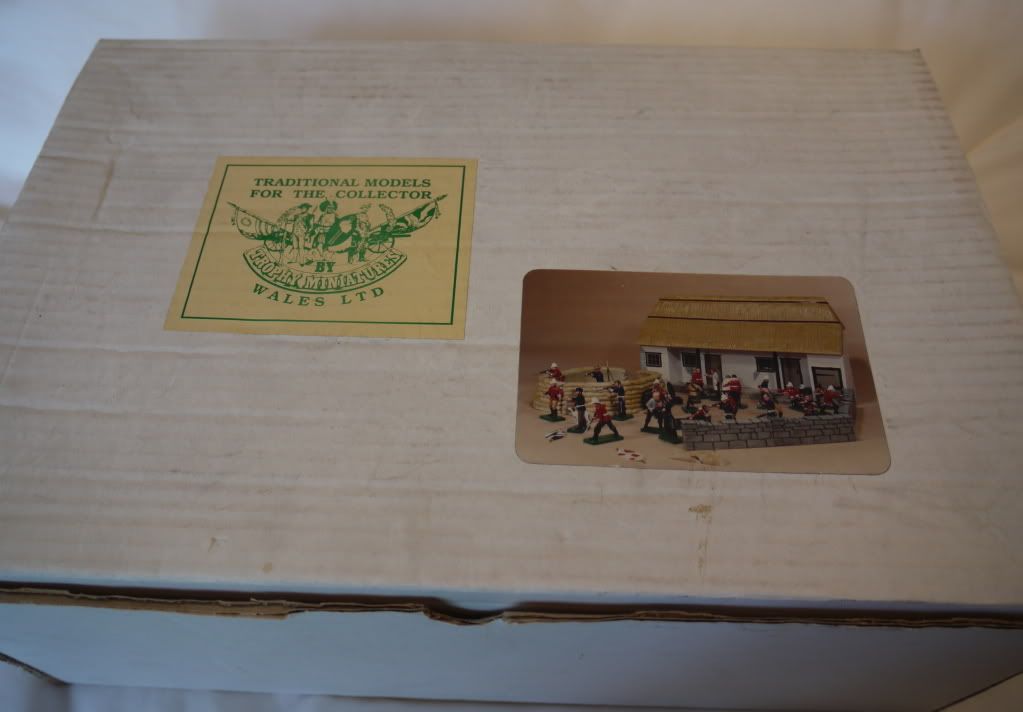 TRADITIONAL MODELS
FOR THE COLLECTOR
BY
TROPHY MINIATURES
WALES LTD